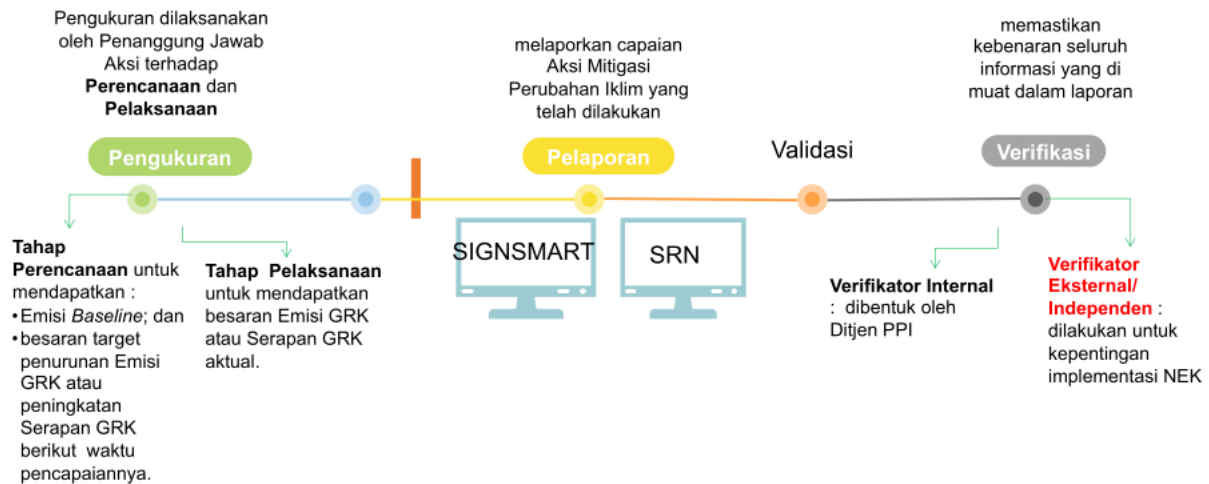 Pengukuran dilaksanakan
oleh Penanggung Jawab
Aksi terhadap
Perencanaan dan
Pelaksanaan
melaporkan capaian
Aksi Mitigasi
Perubahan Iklim yang
telah dilakukan
memastikan
kebenaran seluruh
informasi yang di
muat dalam laporan
Pengukuran
Pelaporan
Validasi
Verifikasi
Tahap
Perencanaan untuk
mendapatkan :
•Emisi Baseline; dan
•besaran target
penurunan Emisi
GRK atau
peningkatan
Serapan GRK
berikut waktu
pencapaiannya.
Tahap Pelaksanaan
untuk mendapatkan
besaran Emisi GRK
atau Serapan GRK
aktual.
SIGNSMART
SRN
Verifikator Internal
: dibentuk oleh
Ditjen PPI
Verifikator
Eksternal/
Independen :
dilakukan untuk
kepentingan
implementasi NEK